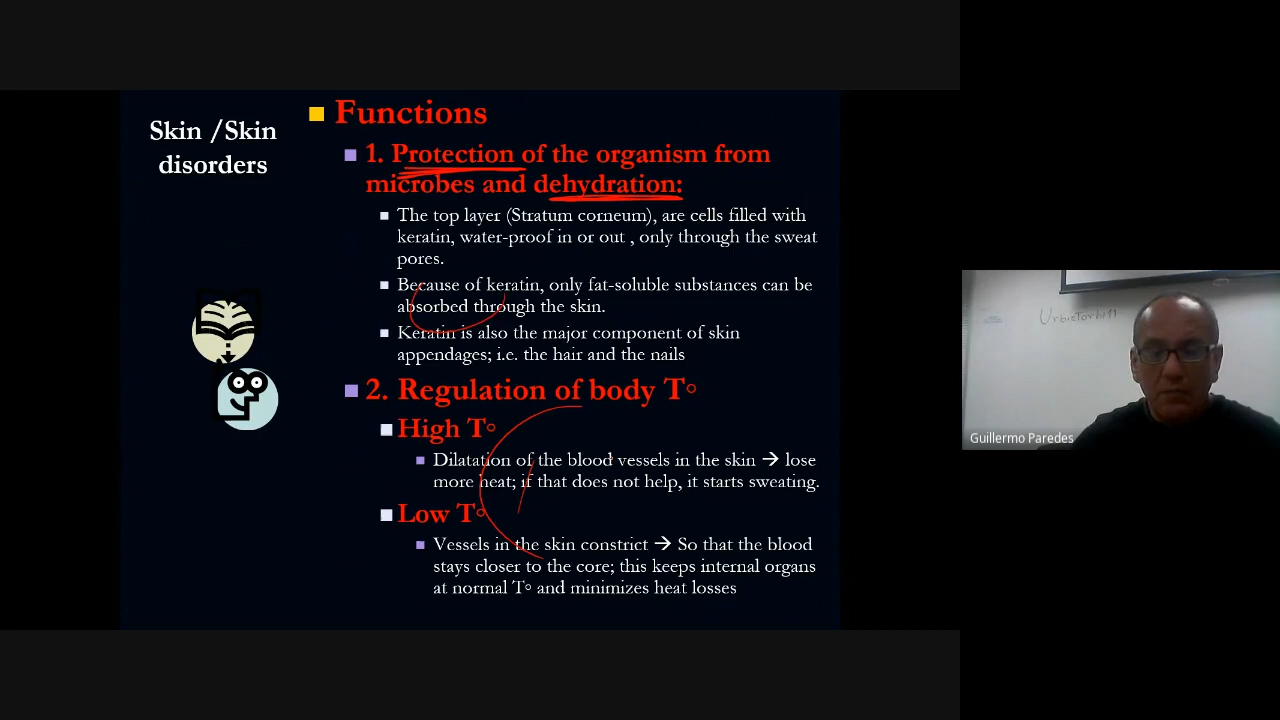 Skin /Skin
disorders
Functions
1. Protection of the organism from
microbes and dehydration:
The top layer (Stratum corneum), are cells filled with
keratin, water-proof in or out , only through the sweat
pores.
Because of keratin, only fat-soluble substances can be
absorbed through the skin.
Keratin is also the major component of skin
appendages; i.e. the hair and the nails
2. Regulation of body T°
High T°
Dilatation of the blood vessels in the skin → lose
more heat; if that does not help, it starts sweating.
Low T°
Vessels in the skin constrict → So that the blood
stays closer to the core; this keeps internal organs
at normal T° and minimizes heat losses
Guillermo Paredes